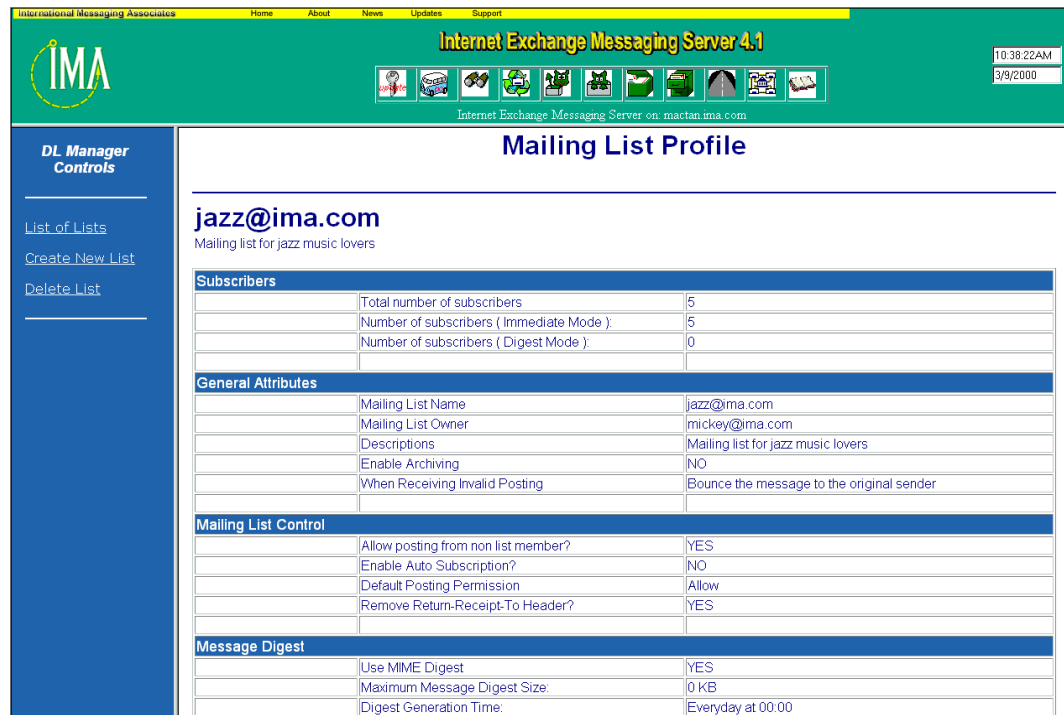 International Messaging Associates Home About News Updates Support
IMA
Internet Exchange Messaging Server 4.1
10:38:22AM
3/9/2000
update
Internet Exchange Messaging Server on: mactan.ima.com
DL Manager
Controls
List of Lists
Create New List
Delete List
Mailing List Profile
jazz@ima.com
Mailing list for jazz music lovers
Subscribers
Total number of subscribers 5
Number of subscribers ( Immediate Mode ): 5
Number of subscribers ( Digest Mode ): 0
General Attributes
Mailing List Name jazz@ima.com
Mailing List Owner mickey@ima.com
Descriptions Mailing list for jazz music lovers
Enable Archiving NO
When Receiving Invalid Posting Bounce the message to the original sender
Mailing List Control
Allow posting from non list member? YES
Enable Auto Subscription? NO
Default Posting Permission Allow
Remove Return-Receipt-To Header? YES
Message Digest
Use MIME Digest YES
Maximum Message Digest Size: 0 KB
Digest Generation Time: Everyday at 00:00